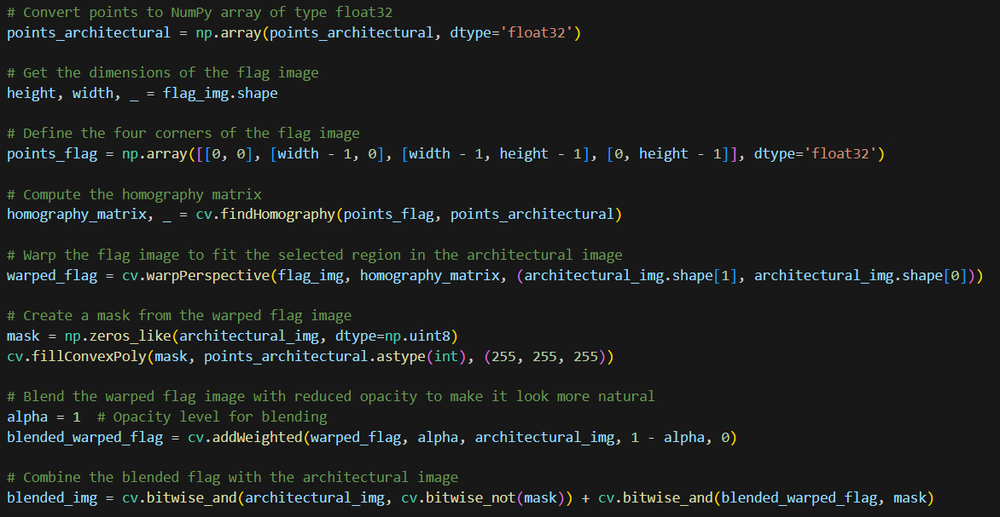 # Convert points to NumPy array of type float32
points_architectural = np.array(points_architectural, dtype='float32')
# Get the dimensions of the flag image
height, width, _ = flag_img.shape
# Define the four corners of the flag image
points_flag = np.array([[0, 0], [width - 1, 0], [width - 1, height - 1], [0, height - 1]], dtype='float32')
# Compute the homography matrix
homography_matrix, _ = cv.findHomography(points_flag, points_architectural)
# Warp the flag image to fit the selected region in the architectural image
warped_flag = cv.warpPerspective(flag_img, homography_matrix, (architectural_img.shape[1], architectural_img.shape[0]))
# Create a mask from the warped flag image
mask = np.zeros_like(architectural_img, dtype=np.uint8)
cv.fillConvexPoly(mask, points_architectural.astype(int), (255, 255, 255))
# Blend the warped flag image with reduced opacity to make it look more natural
alpha = 1  # Opacity level for blending
blended_warped_flag = cv.addWeighted(warped_flag, alpha, architectural_img, 1 - alpha, 0)
# Combine the blended flag with the architectural image
blended_img = cv.bitwise_and(architectural_img, cv.bitwise_not(mask)) + cv.bitwise_and(blended_warped_flag, mask)